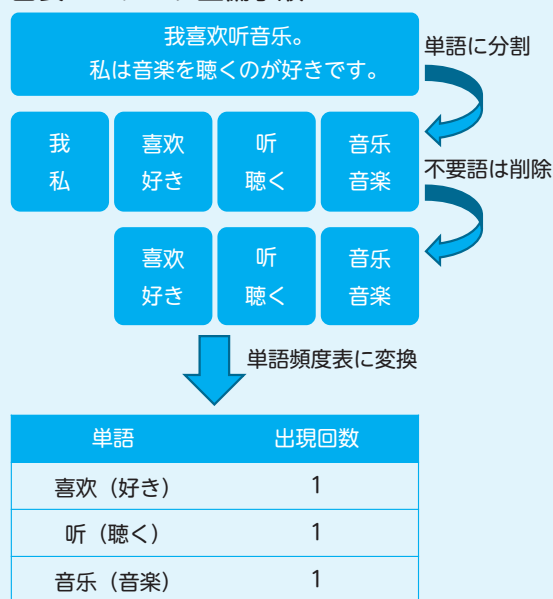 我喜欢听音乐。
私は音楽を聴くのが好きです。
単語に分割
我 喜欢 听 音乐
私 好き 聴く 音楽
不要語は削除
喜欢 听 音乐
好き 聴く 音楽
単語頻度表に変換
単語 出現回数
喜欢（好き） 1
听（聴く） 1
音乐（音楽） 1